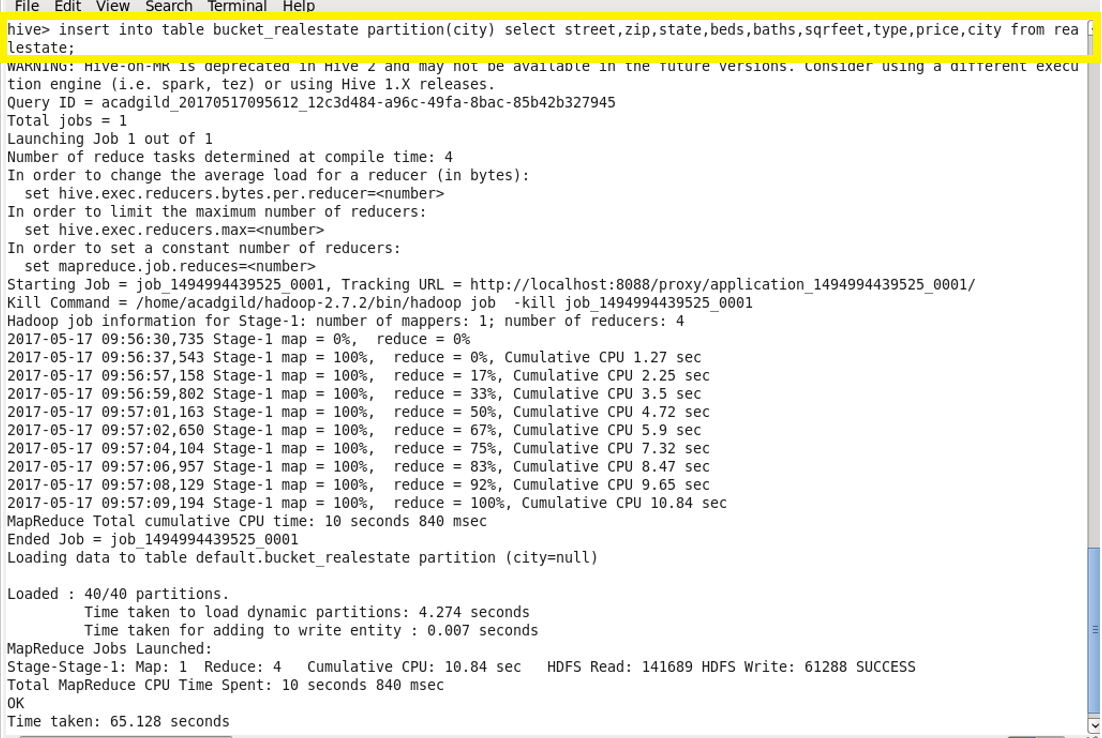 File Edit View Search Terminal Help
hive> insert into table bucket_realestate partition(city) select street,zip,state,beds,baths,sqrfeet,type,price,city from rea
lestate;
WARNING: Hive-on-MR is deprecated in Hive 2 and may not be available in the future versions. Consider using a different execu
tion engine (i.e. spark, tez) or using Hive 1.X releases.
Query ID = acadgild_20170517095612_12c3d484-a96c-49fa-8bac-85b42b327945
Total jobs = 1
Launching Job 1 out of 1
Number of reduce tasks determined at compile time: 4
In order to change the average load for a reducer (in bytes):
  set hive.exec.reducers.bytes.per.reducer=<number>
In order to limit the maximum number of reducers:
  set hive.exec.reducers.max=<number>
In order to set a constant number of reducers:
  set mapreduce.job.reduces=<number>
Starting Job = job_1494994439525_0001, Tracking URL = http://localhost:8088/proxy/application_1494994439525_0001/
Kill Command = /home/acadgild/hadoop-2.7.2/bin/hadoop job  -kill job_1494994439525_0001
Hadoop job information for Stage-1: number of mappers: 1; number of reducers: 4
2017-05-17 09:56:30,735 Stage-1 map = 0%,  reduce = 0%
2017-05-17 09:56:37,543 Stage-1 map = 100%,  reduce = 0%, Cumulative CPU 1.27 sec
2017-05-17 09:56:57,158 Stage-1 map = 100%,  reduce = 17%, Cumulative CPU 2.25 sec
2017-05-17 09:56:59,802 Stage-1 map = 100%,  reduce = 33%, Cumulative CPU 3.5 sec
2017-05-17 09:57:01,163 Stage-1 map = 100%,  reduce = 50%, Cumulative CPU 4.72 sec
2017-05-17 09:57:02,650 Stage-1 map = 100%,  reduce = 67%, Cumulative CPU 5.9 sec
2017-05-17 09:57:04,104 Stage-1 map = 100%,  reduce = 75%, Cumulative CPU 7.32 sec
2017-05-17 09:57:06,957 Stage-1 map = 100%,  reduce = 83%, Cumulative CPU 8.47 sec
2017-05-17 09:57:08,129 Stage-1 map = 100%,  reduce = 92%, Cumulative CPU 9.65 sec
2017-05-17 09:57:09,194 Stage-1 map = 100%,  reduce = 100%, Cumulative CPU 10.84 sec
MapReduce Total cumulative CPU time: 10 seconds 840 msec
Ended Job = job_1494994439525_0001
Loading data to table default.bucket_realestate partition (city=null)
Loaded : 40/40 partitions.
         Time taken to load dynamic partitions: 4.274 seconds
         Time taken for adding to write entity : 0.007 seconds
MapReduce Jobs Launched:
Stage-Stage-1: Map: 1  Reduce: 4   Cumulative CPU: 10.84 sec   HDFS Read: 141689 HDFS Write: 61288 SUCCESS
Total MapReduce CPU Time Spent: 10 seconds 840 msec
OK
Time taken: 65.128 seconds